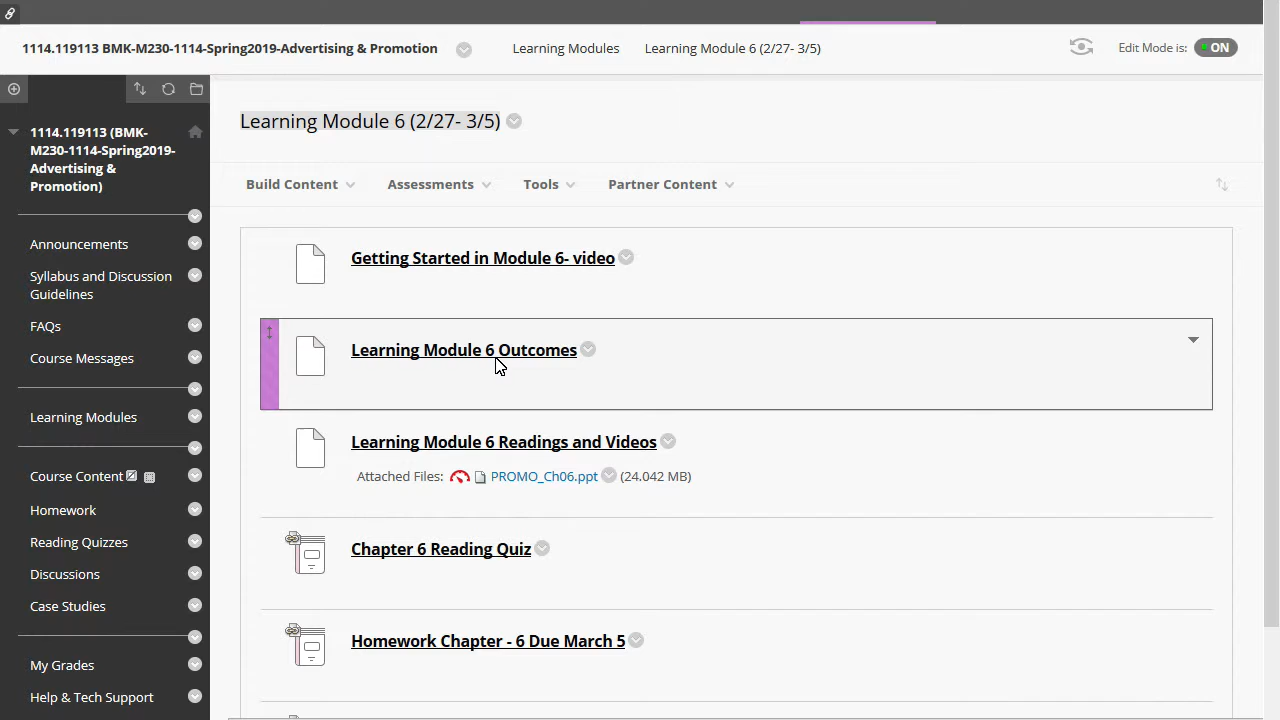 1114.119113 BMK-M230-1114-Spring2019-Advertising & Promotion
Learning Modules
Learning Module 6 (2/27- 3/5)
Edit Mode is:
ON
1114.119113 (BMK-
M230-1114-Spring2019-
Advertising &
Promotion)
Announcements
Syllabus and Discussion
Guidelines
FAQs
Course Messages
Learning Modules
Course Content
Homework
Reading Quizzes
Discussions
Case Studies
My Grades
Help & Tech Support
Learning Module 6 (2/27- 3/5)
Build Content
Assessments
Tools
Partner Content
Getting Started in Module 6- video
Learning Module 6 Outcomes
Learning Module 6 Readings and Videos
Attached Files: PROMO_Ch06.ppt (24.042 MB)
Chapter 6 Reading Quiz
Homework Chapter - 6 Due March 5